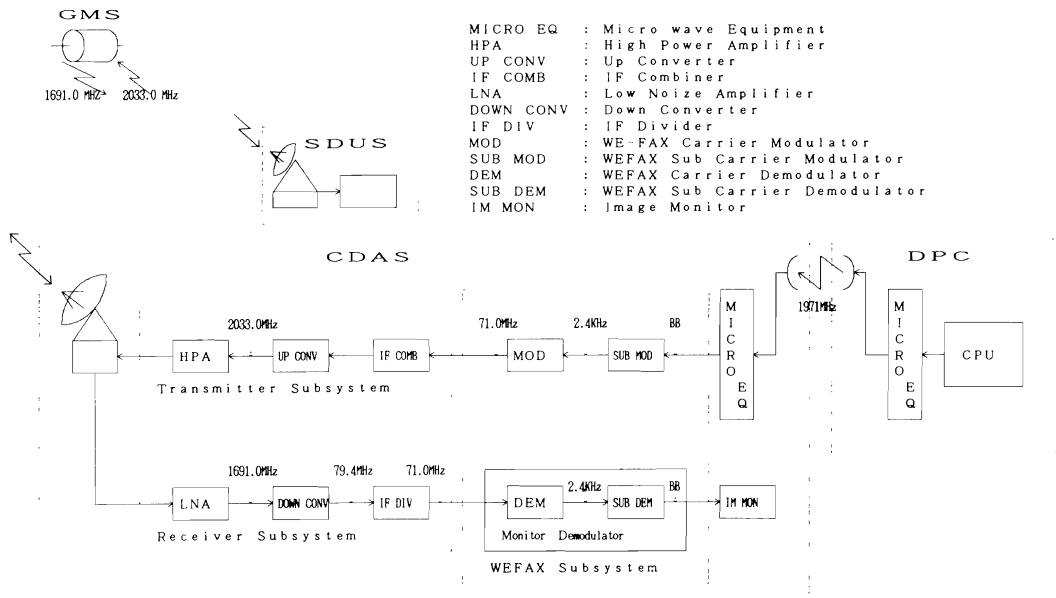 GMS
1691.0 MHz 2033.0 MHz
MICRO EQ : Micro wave Equipment
HPA : High Power Amplifier
UP CONV : Up Converter
IF COMB : IF Combiner
LNA : Low Noize Amplifier
DOWN CONV : Down Converter
IF DIV : IF Divider
MOD : WE-FAX Carrier Modulator
SUB MOD : WEFAX Sub Carrier Modulator
DEM : WEFAX Carrier Demodulator
SUB DEM : WEFAX Sub Carrier Demodulator
IM MON : Image Monitor
SDUS
CDAS
DPC
1971MHz
2033.0MHz 71.0MHz 2.4KHz BB
HPA UP CONV IF COMB MOD SUB MOD MICRO EQ MICRO EQ CPU
Transmitter Subsystem
1691.0MHz 79.4MHz 71.0MHz 2.4KHz BB
LNA DOWN CONV IF DIV DEM SUB DEM IM MON
Receiver Subsystem
Monitor Demodulator
WEFAX Subsystem